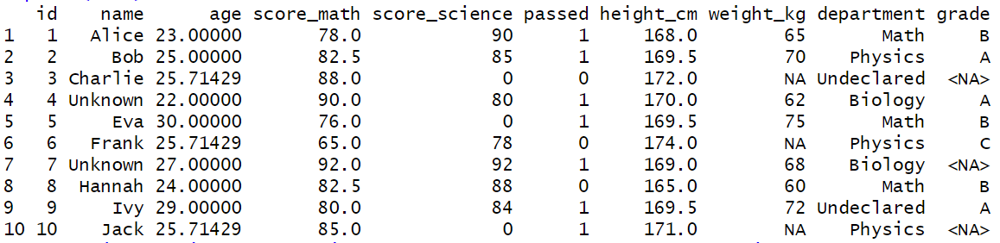 id name age score_math score_science passed height_cm weight_kg department grade
1 1 Alice 23.00000 78.0 90 1 168.0 65 Math B
2 2 Bob 25.00000 82.5 85 1 169.5 70 Physics A
3 3 Charlie 25.71429 88.0 0 0 172.0 NA Undeclared <NA>
4 4 Unknown 22.00000 90.0 80 1 170.0 62 Biology A
5 5 Eva 30.00000 76.0 0 1 169.5 75 Math B
6 6 Frank 25.71429 65.0 78 0 174.0 NA Physics C
7 7 Unknown 27.00000 92.0 92 1 169.0 68 Biology <NA>
8 8 Hannah 24.00000 82.5 88 0 165.0 60 Math B
9 9 Ivy 29.00000 80.0 84 1 169.5 72 Undeclared A
10 10 Jack 25.71429 85.0 0 1 171.0 NA Physics <NA>